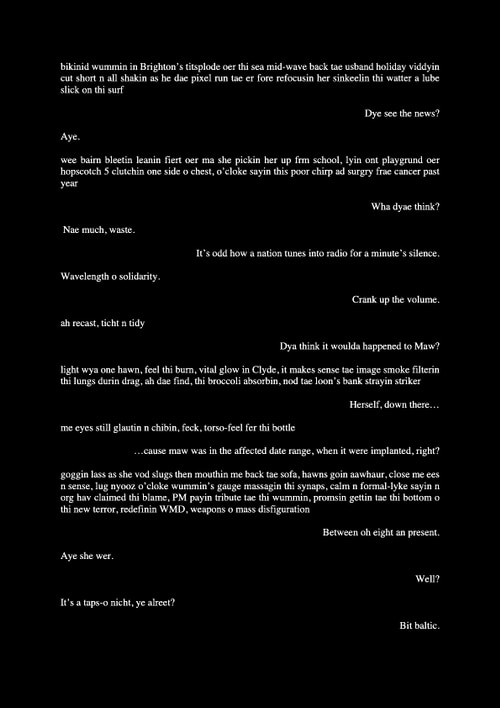 bikinid wummin in Brighton's titsplode oer thi sea mid-wave back tae usband holiday viddyin
cut short n all shakin as he dae pixel run tae er fore refocusin her sinkeelin thi watter a lube
slick on thi surf
Dye see the news?
Aye.
wee bairn bleetin leanin fiert oer ma she pickin her up frm school, lyin ont playgrund oer
hopscotch 5 clutchin one side o chest, o'cloke sayin this poor chirp ad surgry frae cancer past
year
Wha dyae think?
Nae much, waste.
It's odd how a nation tunes into radio for a minute's silence.
Wavelength o solidarity.
Crank up the volume.
ah recast, ticht n tidy
Dya think it woulda happened to Maw?
light wya one hawn, feel thi burn, vital glow in Clyde, it makes sense tae image smoke filterin
thi lungs durin drag, ah dae find, thi broccoli absorbin, nod tae loon's bank strayin striker
Herself, down there…
me eyes still glautin n chibin, feck, torso-feel fer thi bottle
…cause maw was in the affected date range, when it were implanted, right?
goggin lass as she vod slugs then mouthin me back tae sofa, hawns goin aawhaur, close me ees
n sense, lug nyooz o'cloke wummin's gauge massagin thi synaps, calm n formal-lyke sayin n
org hav claimed thi blame, PM payin tribute tae thi wummin, promsin gettin tae thi bottom o
thi new terror, redefinin WMD, weapons o mass disfiguration
Between oh eight an present.
Aye she wer.
Well?
It's a taps-o nicht, ye alreet?
Bit baltic.